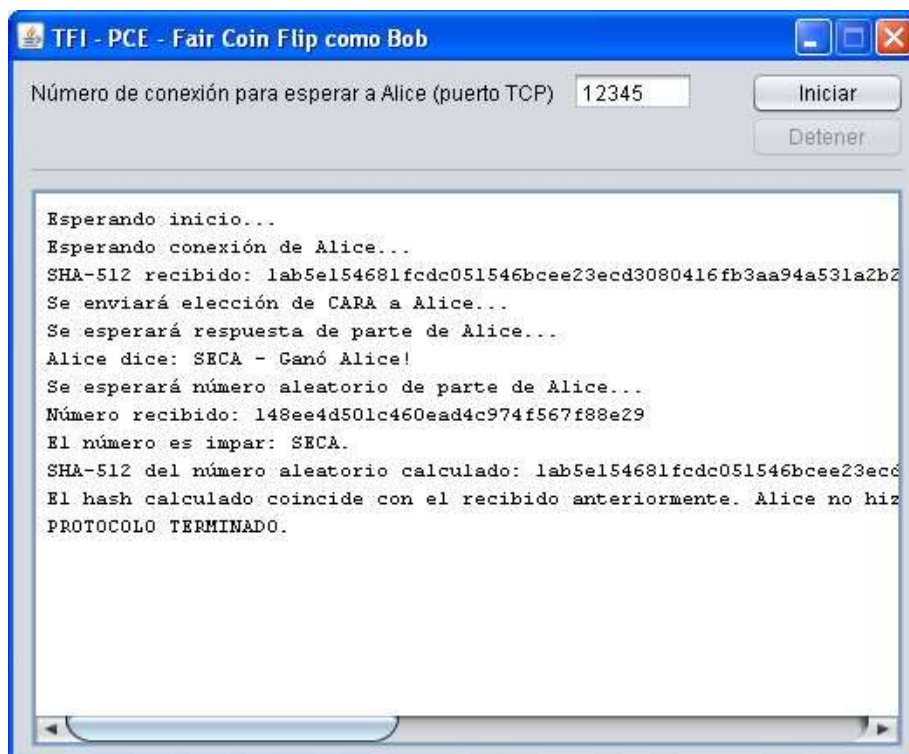 TFI - PCE - Fair Coin Flip como Bob
Número de conexión para esperar a Alice (puerto TCP) 12345 Iniciar
Detener
Esperando inicio...
Esperando conexión de Alice...
SHA-512 recibido: 1ab5e154681fcdc051546bcee23ecd3080416fb3aa94a531a2b2
Se enviará elección de CARA a Alice...
Se esperará respuesta de parte de Alice...
Alice dice: SECA - Ganó Alice!
Se esperará número aleatorio de parte de Alice...
Número recibido: 148ee4d501c460ead4c974f567f88e29
El número es impar: SECA.
SHA-512 del número aleatorio calculado: 1ab5e154681fcdc051546bcee23ecd
El hash calculado coincide con el recibido anteriormente. Alice no hiz
PROTOCOLO TERMINADO.